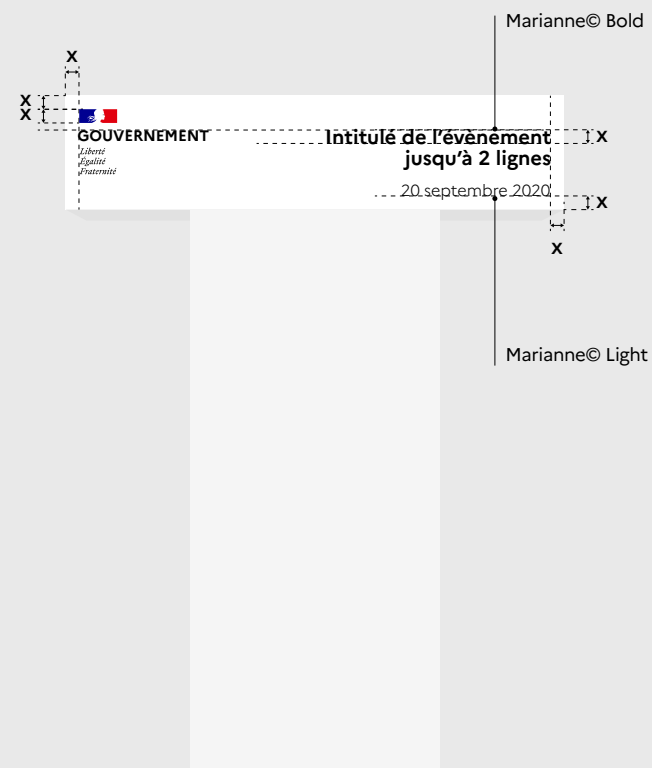 Marianne© Bold
X
X
X
GOUVERNEMENT
Liberté
Égalité
Fraternité
Intitulé de l’évènement
jusqu’à 2 lignes
20 septembre 2020
X
X
X
Marianne© Light